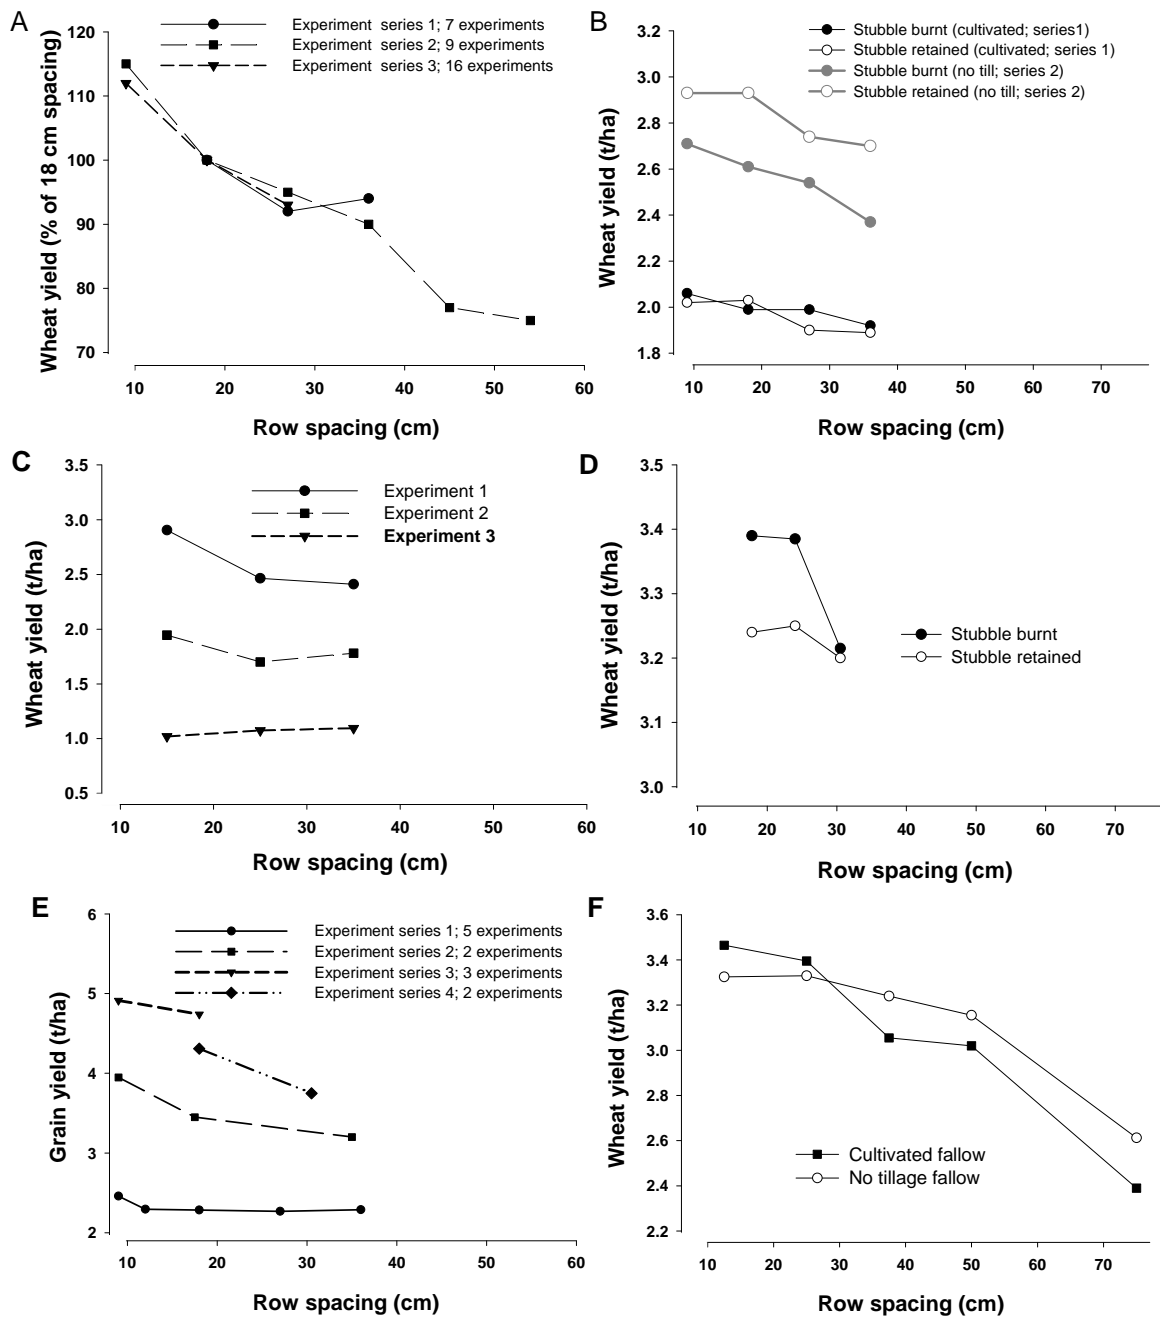 A
Experiment series 1; 7 experiments
Experiment series 2; 9 experiments
Experiment series 3; 16 experiments
120
110
100
90
80
70
Wheat yield (% of 18 cm spacing)
10 20 30 40 50 60
Row spacing (cm)
B
Stubble burnt (cultivated; series1)
Stubble retained (cultivated; series 1)
Stubble burnt (no till; series 2)
Stubble retained (no till; series 2)
3.2
3.0
2.8
2.6
2.4
2.2
2.0
1.8
Wheat yield (t/ha)
10 20 30 40 50 60 70
Row spacing (cm)
C
Experiment 1
Experiment 2
Experiment 3
3.5
3.0
2.5
2.0
1.5
1.0
0.5
Wheat yield (t/ha)
10 20 30 40 50 60
Row spacing (cm)
D
3.5
3.4
3.3
3.2
3.1
3.0
Wheat yield (t/ha)
Stubble burnt
Stubble retained
10 20 30 40 50 60 70
Row spacing (cm)
E
Experiment series 1; 5 experiments
Experiment series 2; 2 experiments
Experiment series 3; 3 experiments
Experiment series 4; 2 experiments
6
5
4
3
2
Grain yield (t/ha)
10 20 30 40 50 60
Row spacing (cm)
F
3.6
3.4
3.2
3.0
2.8
2.6
2.4
2.2
Wheat yield (t/ha)
Cultivated fallow
No tillage fallow
10 20 30 40 50 60 70
Row spacing (cm)